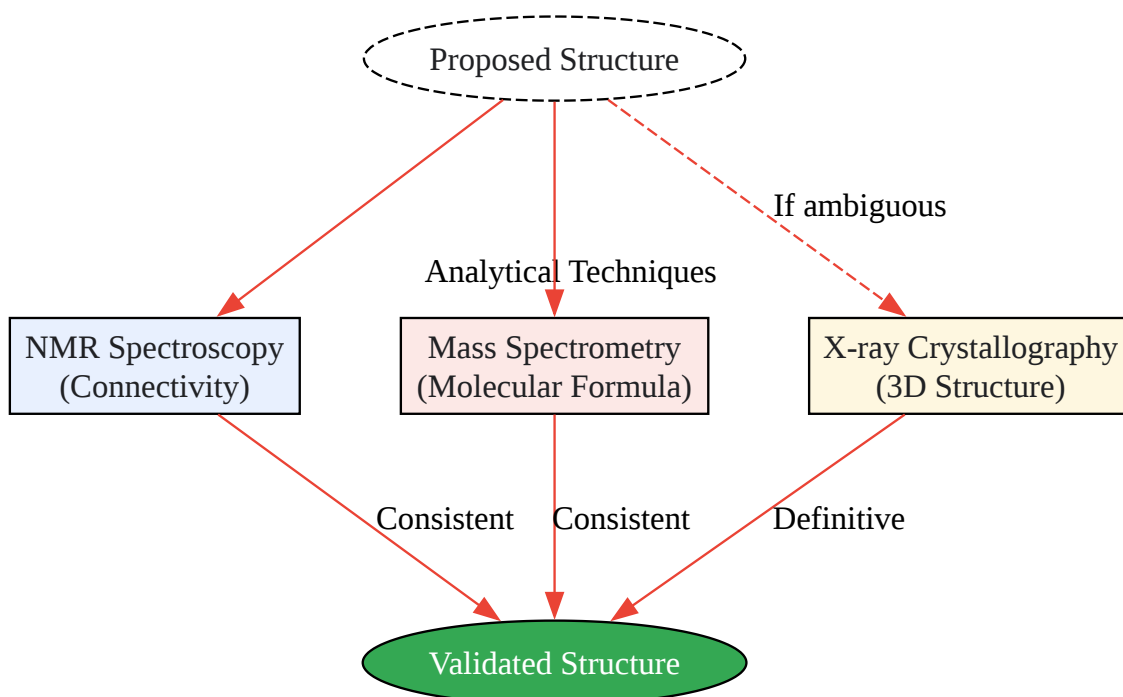 Proposed Structure
If ambiguous
Analytical Techniques
NMR Spectroscopy
(Connectivity)
Mass Spectrometry
(Molecular Formula)
X-ray Crystallography
(3D Structure)
Consistent
Consistent
Definitive
Validated Structure